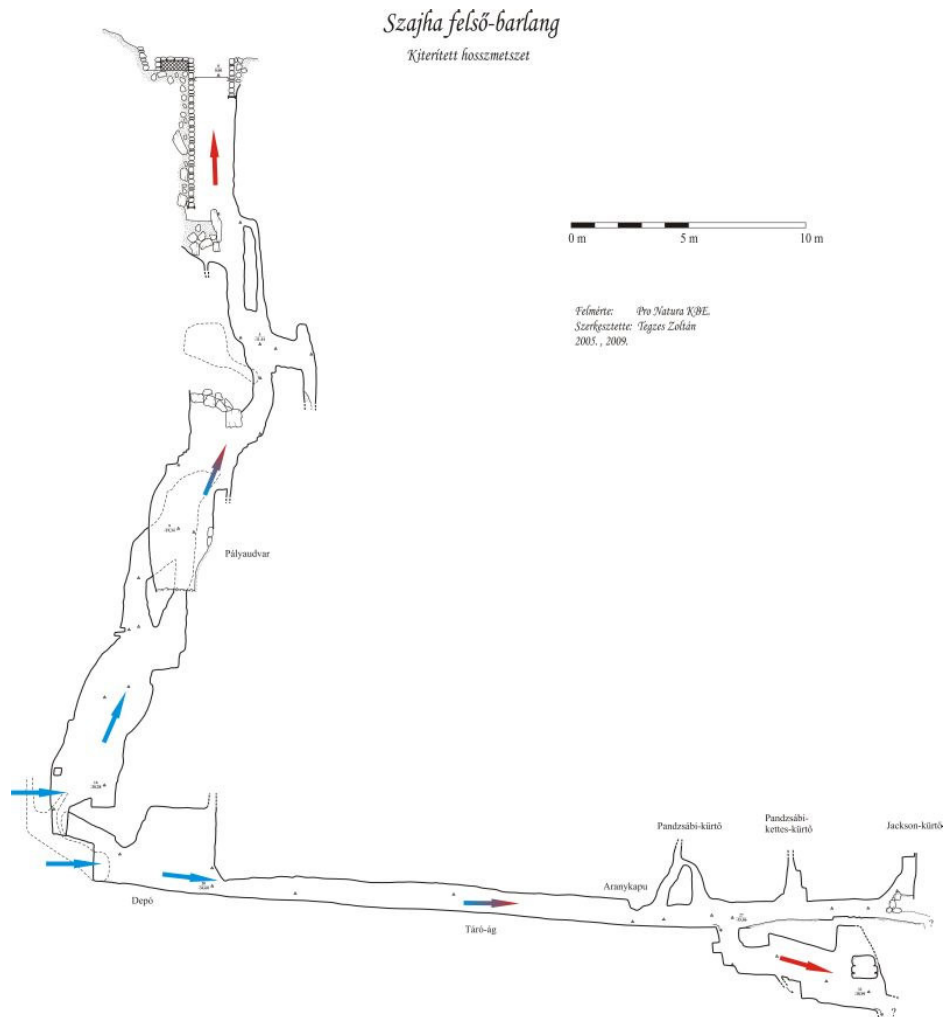 Szajha felső-barlang
Kiterített hosszmetszet
0 m
5 m
10 m
Felmérte: Pro Natura KBE.
Szerkesztette: Tegzes Zoltán
2005. , 2009.
Pályaudvar
Pandzsábi-kürtő
Pandzsábi-
kettes-kürtő
Jackson-kürtő
Aranykapu
Depó
Táró-ág
?
?